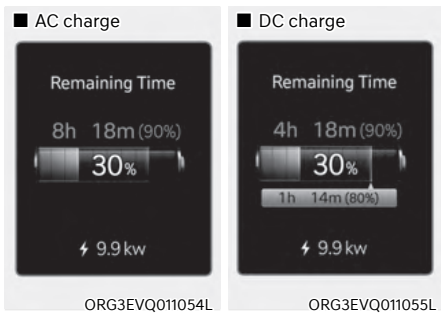 ■ AC charge
Remaining Time
8h 18m (90%)
30%
9.9 kw
ORG3EVQ011054L
■ DC charge
Remaining Time
4h 18m (90%)
30%
1h 14m (80%)
9.9 kw
ORG3EVQ011055L